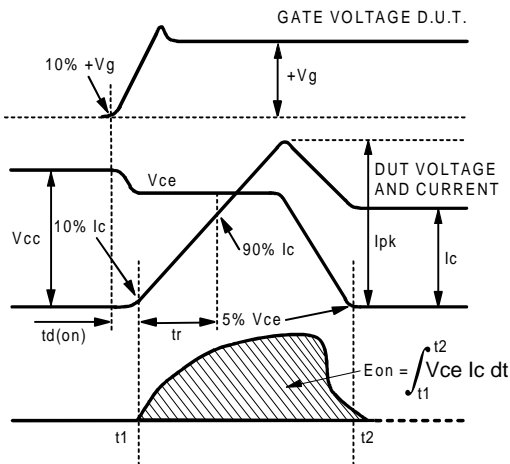 GATE VOLTAGE D.U.T.
10% +Vg
+Vg
DUT VOLTAGE
AND CURRENT
Vce
Vcc
10% Ic
90% Ic
Ipk
Ic
td(on)
tr
5% Vce
Eon = ∫ t1 t2 Vce Ic dt
t1
t2